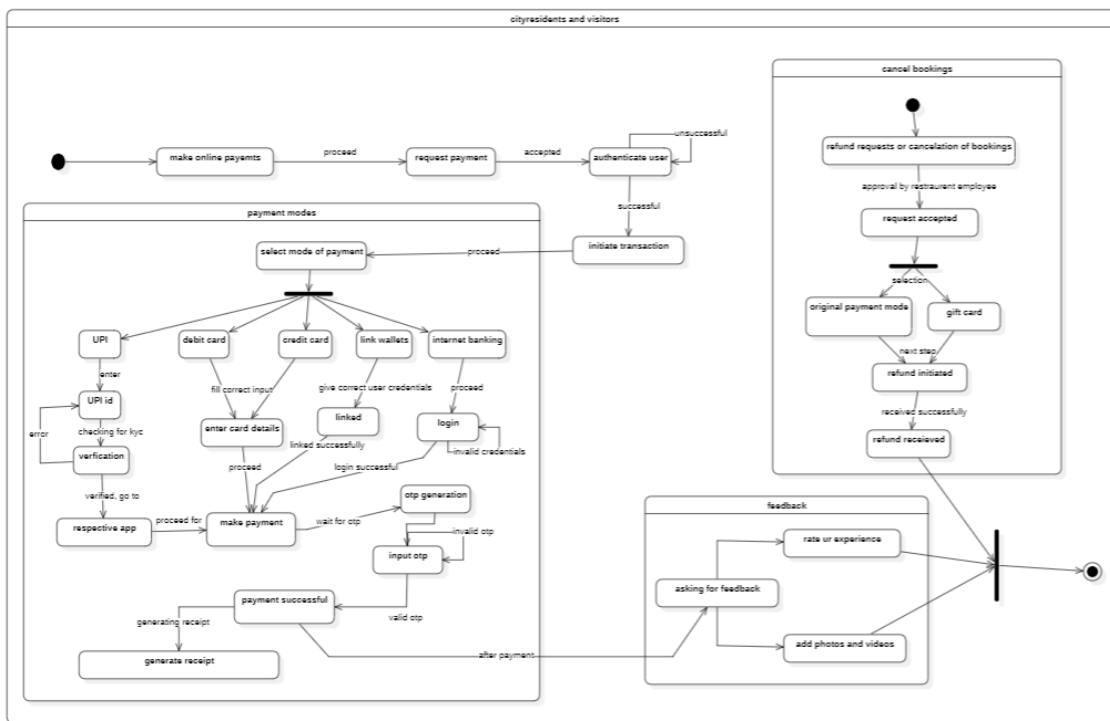 cityresidents and visitors
cancel bookings
refund requests or cancelation of bookings
approval by restraurent employee
request accepted
selection
original payment mode
gift card
next step
refund initiated
received successfully
refund receieved
make online payemts
proceed
request payment
accepted
authenticate user
unsuccessful
successful
initiate transaction
proceed
payment modes
select mode of payment
UPI
debit card
credit card
link wallets
internet banking
enter
fill correct input
give correct user credentials
proceed
UPI id
enter card details
linked
login
error
checking for kyc
invalid credentials
verfication
proceed
linked successfully
login successful
verified, go to
respective app
proceed for
make payment
wait for otp
otp generation
invalid otp
input otp
valid otp
payment successful
generating receipt
generate receipt
after payment
feedback
rate ur experience
asking for feedback
add photos and videos